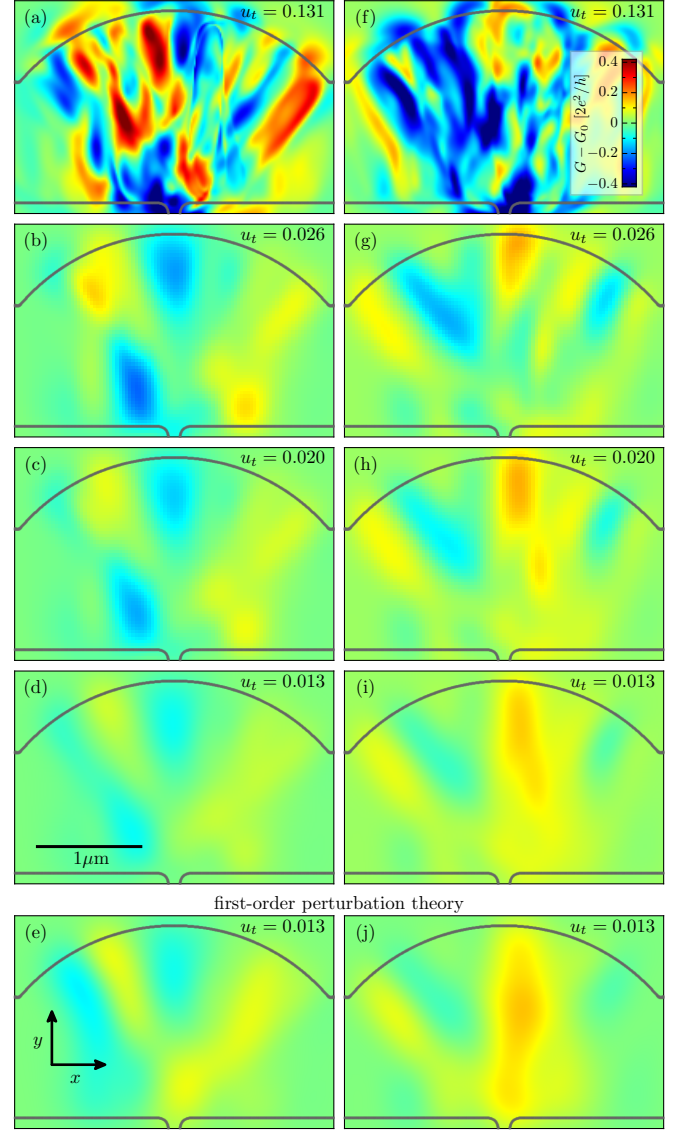 (a) u_t = 0.131
(f) u_t = 0.131
G − G_0 [2e^2/h]
0.4
0.2
0
−0.2
−0.4
(b) u_t = 0.026
(g) u_t = 0.026
(c) u_t = 0.020
(h) u_t = 0.020
(d) u_t = 0.013
1μm
(i) u_t = 0.013
first-order perturbation theory
(e) u_t = 0.013
y
x
(j) u_t = 0.013